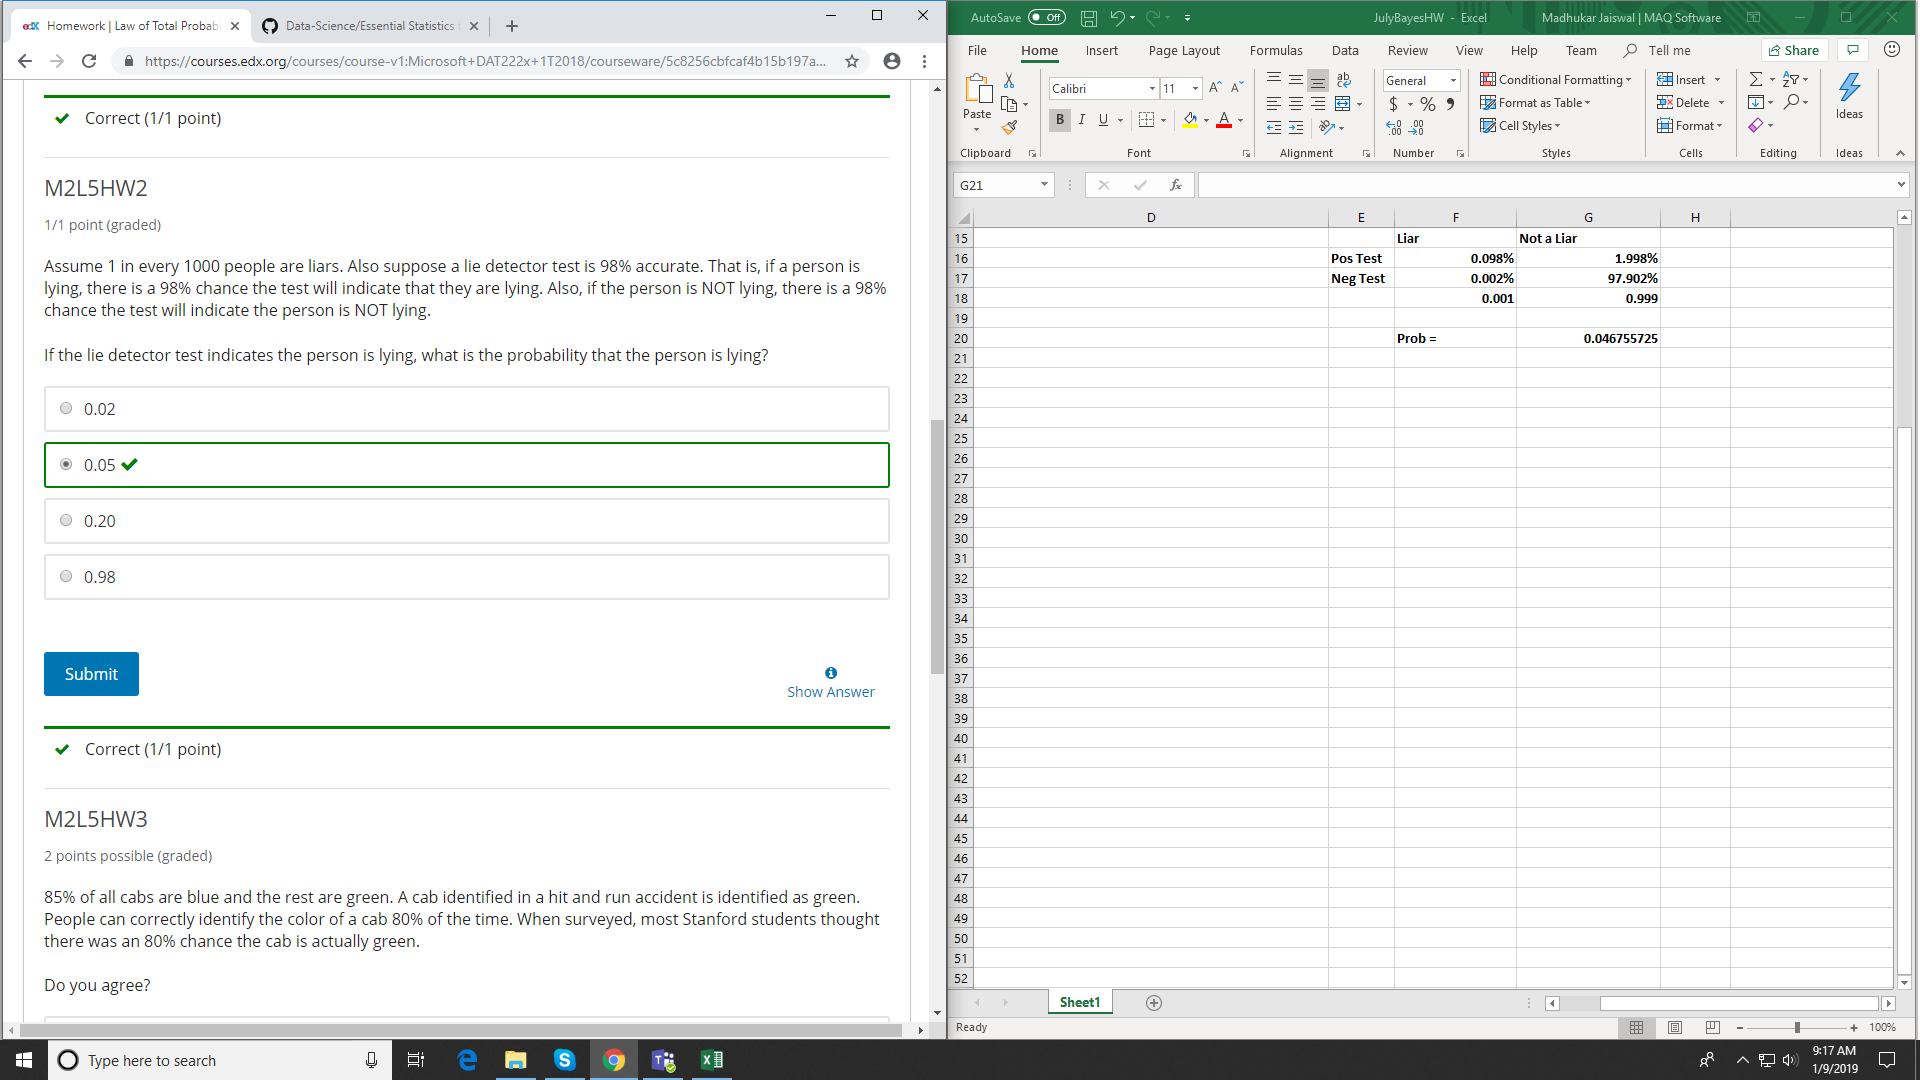 edX Homework | Law of Total Probab
Data-Science/Essential Statistics
https://courses.edx.org/courses/course-v1:Microsoft+DAT222x+1T2018/courseware/5c8256cbfcaf4b15b197a...
Correct (1/1 point)
M2L5HW2
1/1 point (graded)
Assume 1 in every 1000 people are liars. Also suppose a lie detector test is 98% accurate. That is, if a person is
lying, there is a 98% chance the test will indicate that they are lying. Also, if the person is NOT lying, there is a 98%
chance the test will indicate the person is NOT lying.
If the lie detector test indicates the person is lying, what is the probability that the person is lying?
0.02
0.05
0.20
0.98
Submit
Show Answer
Correct (1/1 point)
M2L5HW3
2 points possible (graded)
85% of all cabs are blue and the rest are green. A cab identified in a hit and run accident is identified as green.
People can correctly identify the color of a cab 80% of the time. When surveyed, most Stanford students thought
there was an 80% chance the cab is actually green.
Do you agree?
AutoSave Off JulyBayesHW - Excel Madhukar Jaiswal | MAQ Software
File Home Insert Page Layout Formulas Data Review View Help Team Tell me Share
Paste
Calibri 11
B I U A
ab
General
$ % 9
Conditional Formatting
Format as Table
Cell Styles
Insert
Delete
Format
Ideas
Clipboard Font Alignment Number Styles Cells Editing Ideas
G21 fx
D E F G H
15 Liar Not a Liar
16 Pos Test 0.098% 1.998%
17 Neg Test 0.002% 97.902%
18 0.001 0.999
19
20 Prob = 0.046755725
21
22
23
24
25
26
27
28
29
30
31
32
33
34
35
36
37
38
39
40
41
42
43
44
45
46
47
48
49
50
51
52
Sheet1
Ready 100%
Type here to search
9:17 AM
1/9/2019